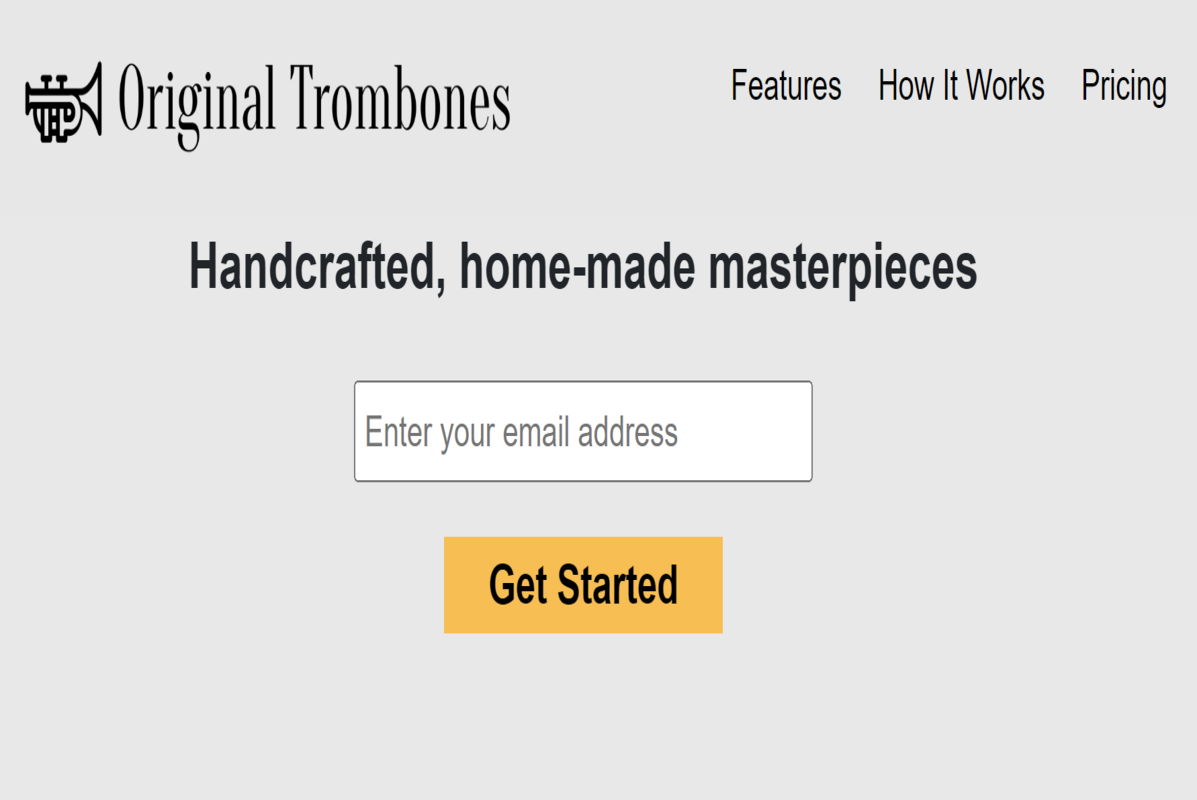 Original Trombones
Features How It Works Pricing
Handcrafted, home-made masterpieces
Enter your email address
Get Started